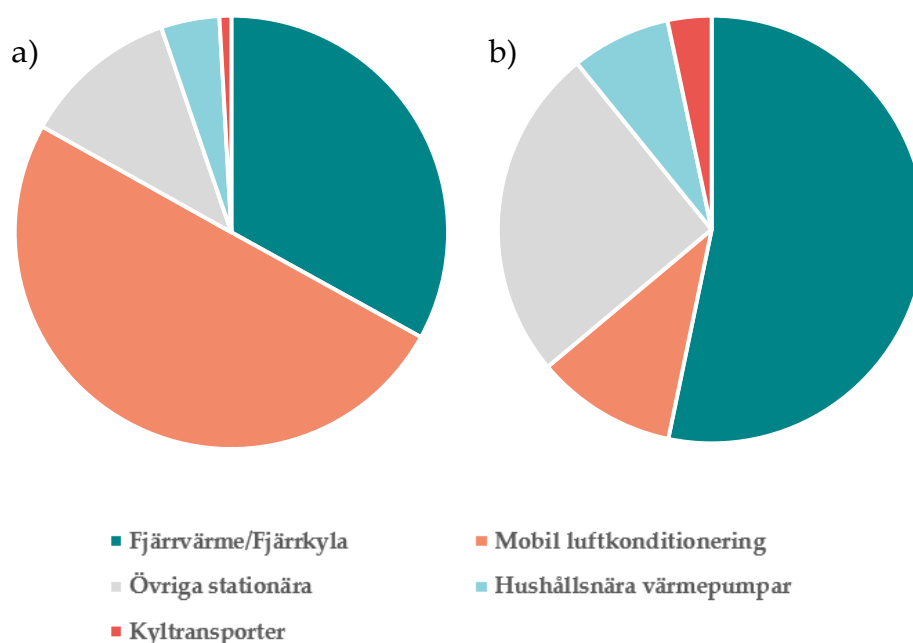 a)
b)
Fjärrvärme/Fjärrkyla
Mobil luftkonditionering
Övriga stationära
Hushållsnära värmepumpar
Kyltransporter